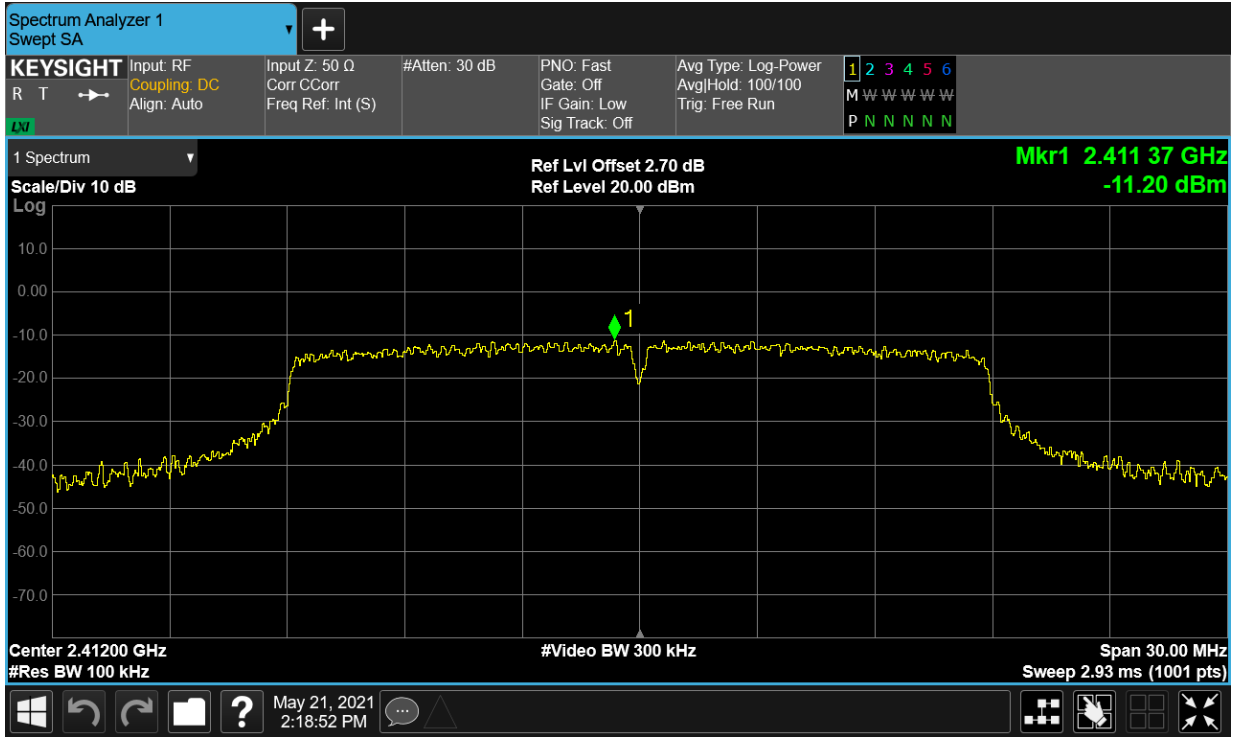 Spectrum Analyzer 1
Swept SA
+
KEYSIGHT
R T
LXI
Input: RF
Coupling: DC
Align: Auto
Input Z: 50 Ω
Corr CCorr
Freq Ref: Int (S)
#Atten: 30 dB
PNO: Fast
Gate: Off
IF Gain: Low
Sig Track: Off
Avg Type: Log-Power
Avg|Hold: 100/100
Trig: Free Run
1 2 3 4 5 6
M W W W W W
P N N N N N
1 Spectrum
Scale/Div 10 dB
Log
Ref Lvl Offset 2.70 dB
Ref Level 20.00 dBm
Mkr1 2.411 37 GHz
-11.20 dBm
10.0
0.00
-10.0
-20.0
-30.0
-40.0
-50.0
-60.0
-70.0
1
Center 2.41200 GHz
#Res BW 100 kHz
#Video BW 300 kHz
Span 30.00 MHz
Sweep 2.93 ms (1001 pts)
?
May 21, 2021
2:18:52 PM